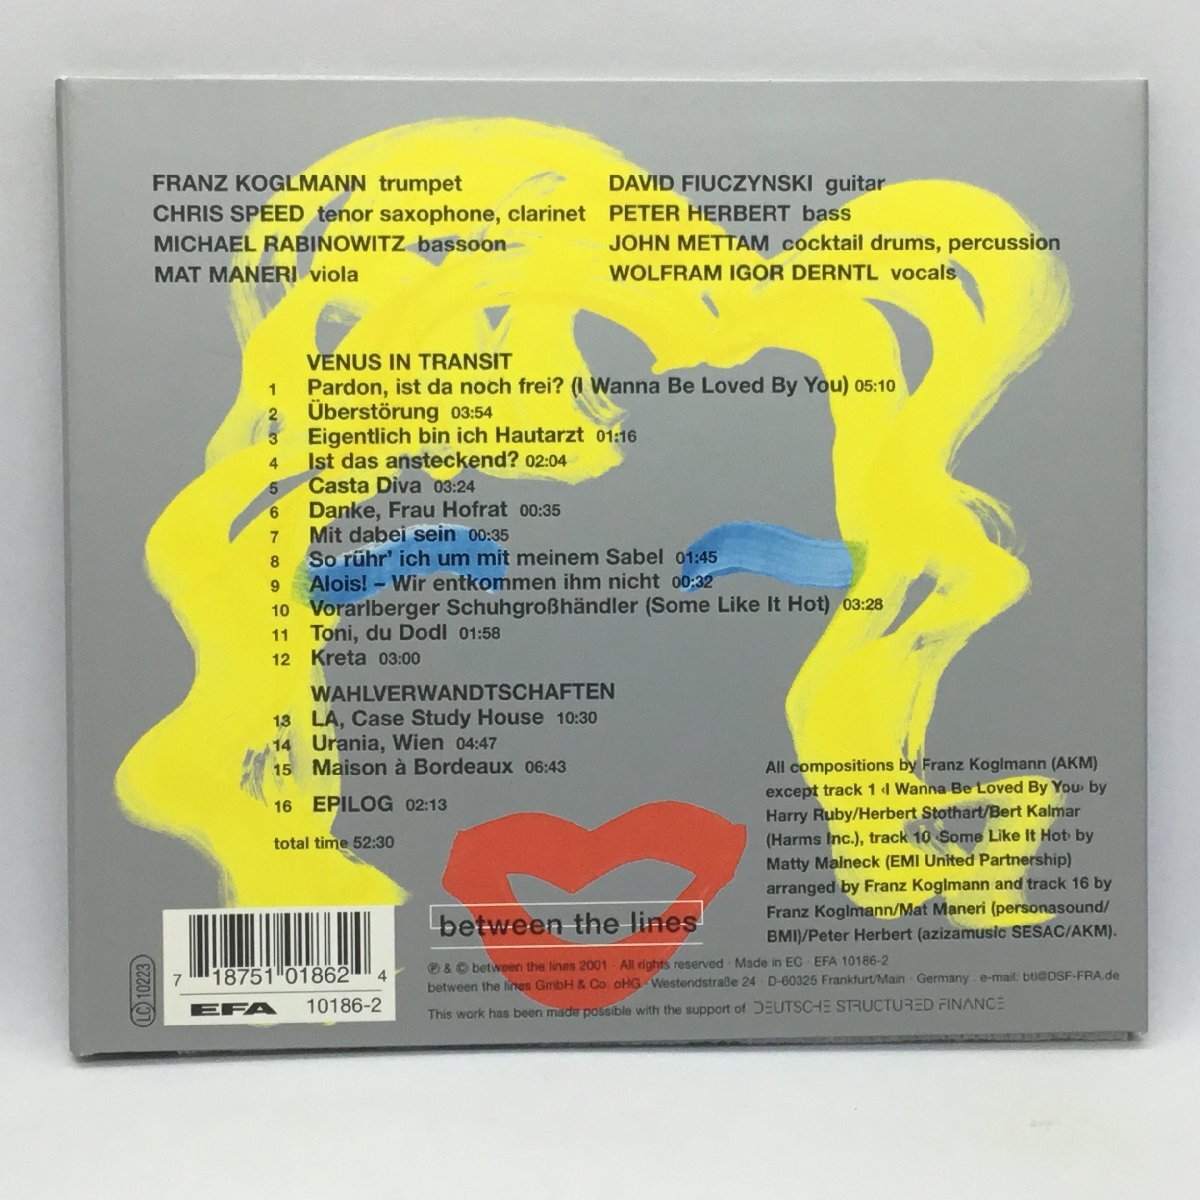 FRANZ KOGLMANN trumpet
CHRIS SPEED tenor saxophone, clarinet
MICHAEL RABINOWITZ bassoon
MAT MANERI viola
DAVID FIUCZYNSKI guitar
PETER HERBERT bass
JOHN METTAM cocktail drums, percussion
WOLFRAM IGOR DERNTL vocals
VENUS IN TRANSIT
1 Pardon, ist da noch frei? (I Wanna Be Loved By You) 05:10
2 Überstörung 03:54
3 Eigentlich bin ich Hautarzt 01:16
4 Ist das ansteckend? 02:04
5 Casta Diva 03:24
6 Danke, Frau Hofrat 00:35
7 Mit dabei sein 00:35
8 So rühr' ich um mit meinem Sabel 01:45
9 Alois! – Wir entkommen ihm nicht 00:32
10 Vorarlberger Schuhgroßhändler (Some Like It Hot) 03:28
11 Toni, du Dodl 01:58
12 Kreta 03:00
WAHLVERWANDTSCHAFTEN
13 LA, Case Study House 10:30
14 Urania, Wien 04:47
15 Maison à Bordeaux 06:43
16 EPILOG 02:13
total time 52:30
All compositions by Franz Koglmann (AKM)
except track 1 ‹I Wanna Be Loved By You› by
Harry Ruby/Herbert Stothart/Bert Kalmar
(Harms Inc.), track 10 ‹Some Like It Hot› by
Matty Malneck (EMI United Partnership)
arranged by Franz Koglmann and track 16 by
Franz Koglmann/Mat Maneri (personasound/
BMI)/Peter Herbert (azizamusic SESAC/AKM).
between the lines
℗ & © between the lines 2001 · All rights reserved · Made in EC · EFA 10186-2
between the lines GmbH & Co. oHG · Westendstraße 24 · D-60325 Frankfurt/Main · Germany · e-mail: btl@DSF-FRA.de
This work has been made possible with the support of DEUTSCHE STRUCTURED FINANCE
LC 10223
7 18751 01862 4
EFA 10186-2